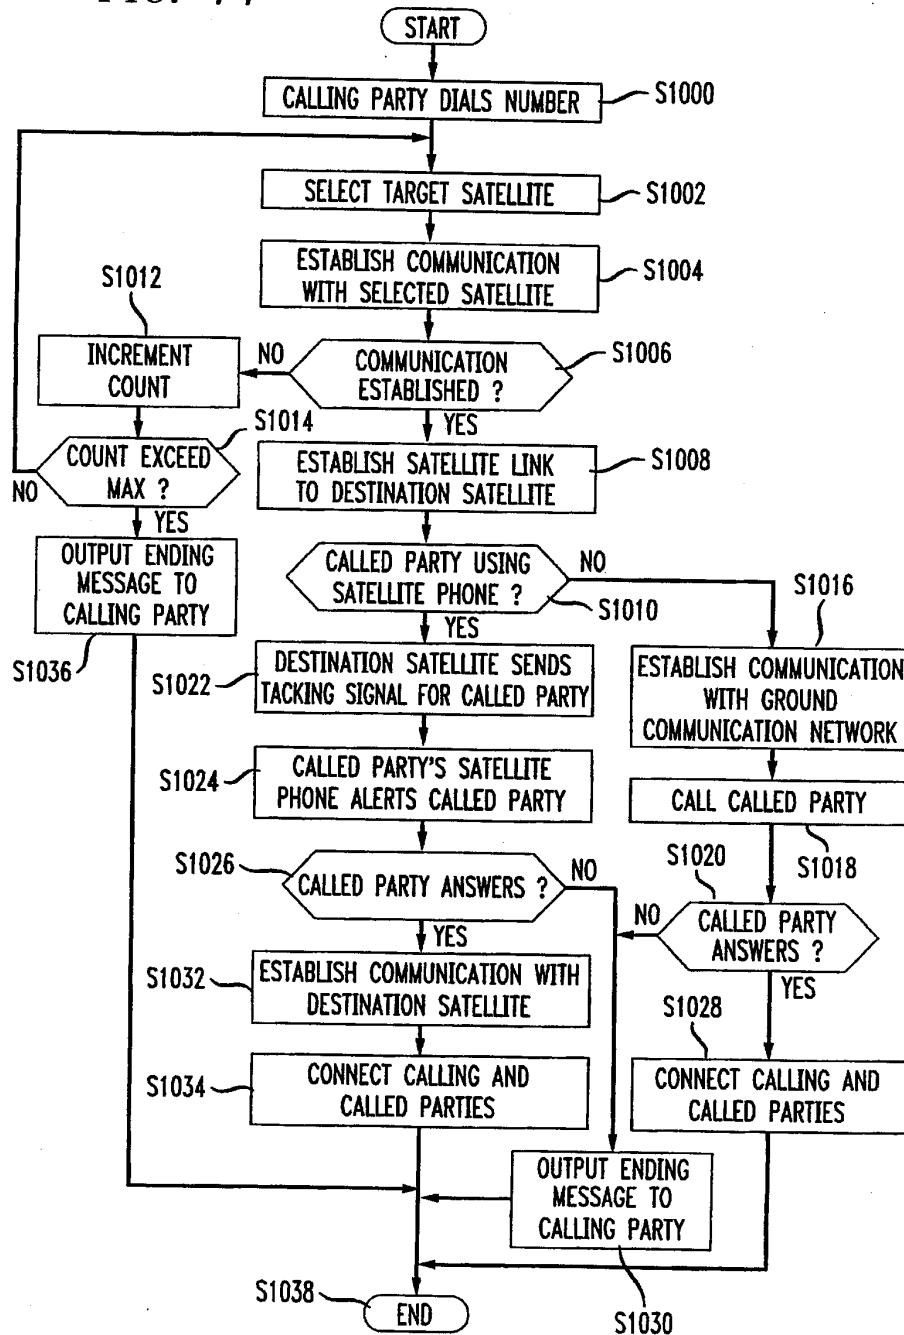 START
CALLING PARTY DIALS NUMBER
S1000
SELECT TARGET SATELLITE
S1002
ESTABLISH COMMUNICATION
WITH SELECTED SATELLITE
S1004
S1012
INCREMENT
COUNT
NO
COMMUNICATION
ESTABLISHED ?
S1006
YES
S1014
COUNT EXCEED
MAX ?
NO
YES
ESTABLISH SATELLITE LINK
TO DESTINATION SATELLITE
S1008
OUTPUT ENDING
MESSAGE TO
CALLING PARTY
S1036
CALLED PARTY USING
SATELLITE PHONE ?
NO
S1010
YES
S1016
ESTABLISH COMMUNICATION
WITH GROUND
COMMUNICATION NETWORK
S1022
DESTINATION SATELLITE SENDS
TACKING SIGNAL FOR CALLED PARTY
S1024
CALLED PARTY'S SATELLITE
PHONE ALERTS CALLED PARTY
CALL CALLED PARTY
S1018
S1020
S1026
CALLED PARTY ANSWERS ?
NO
YES
NO
CALLED PARTY
ANSWERS ?
YES
S1032
ESTABLISH COMMUNICATION WITH
DESTINATION SATELLITE
S1028
S1034
CONNECT CALLING AND
CALLED PARTIES
CONNECT CALLING AND
CALLED PARTIES
OUTPUT ENDING
MESSAGE TO
CALLING PARTY
S1030
S1038
END